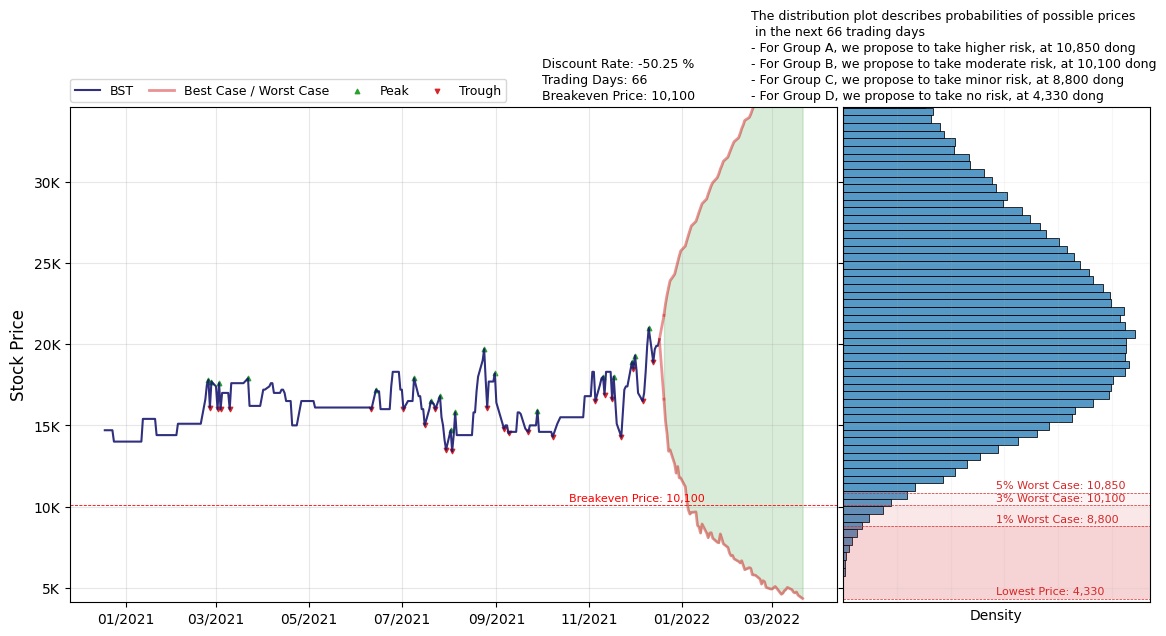 The distribution plot describes probabilities of possible prices
in the next 66 trading days
- For Group A, we propose to take higher risk, at 10,850 dong
- For Group B, we propose to take moderate risk, at 10,100 dong
- For Group C, we propose to take minor risk, at 8,800 dong
- For Group D, we propose to take no risk, at 4,330 dong
Discount Rate: -50.25 %
Trading Days: 66
Breakeven Price: 10,100
BST
Best Case / Worst Case
Peak
Trough
Stock Price
30K
25K
20K
15K
10K
5K
Breakeven Price: 10,100
5% Worst Case: 10,850
3% Worst Case: 10,100
1% Worst Case: 8,800
Lowest Price: 4,330
01/2021
03/2021
05/2021
07/2021
09/2021
11/2021
01/2022
03/2022
Density